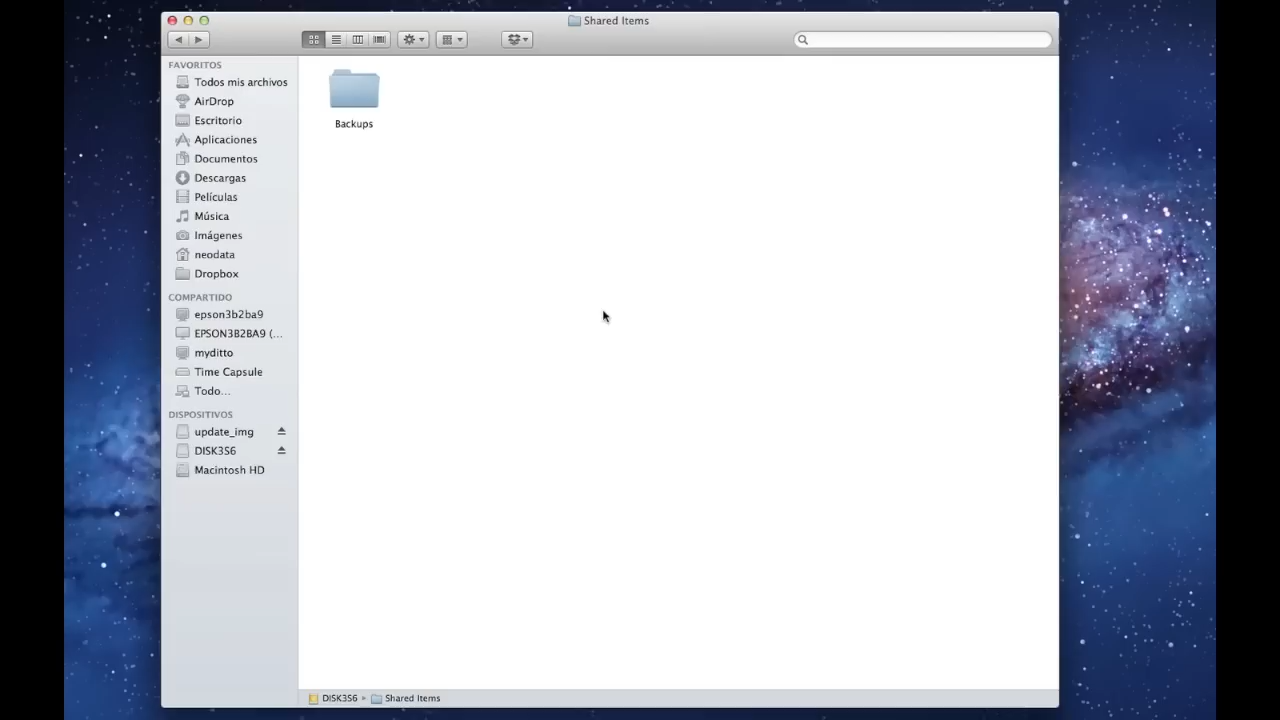 Shared Items
FAVORITOS
Todos mis archivos
AirDrop
Escritorio
Aplicaciones
Documentos
Descargas
Películas
Música
Imágenes
neodata
Dropbox
COMPARTIDO
epson3b2ba9
EPSON3B2BA9 (...
myditto
Time Capsule
Todo...
DISPOSITIVOS
update_img
DISK3S6
Macintosh HD
Backups
DISK3S6 ▸ Shared Items